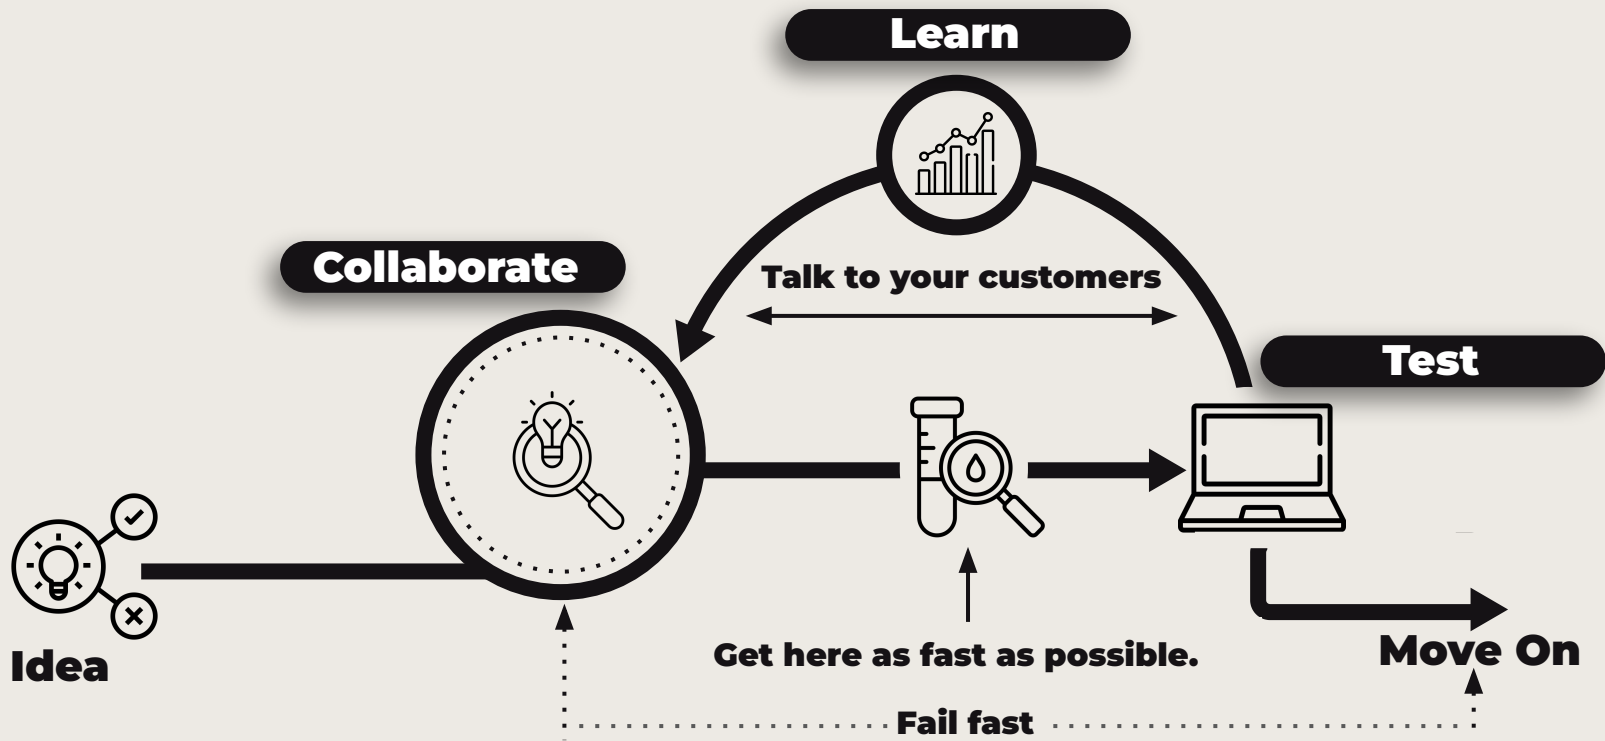 Learn
Collaborate
Talk to your customers
Test
Idea
Get here as fast as possible.
Move On
Fail fast